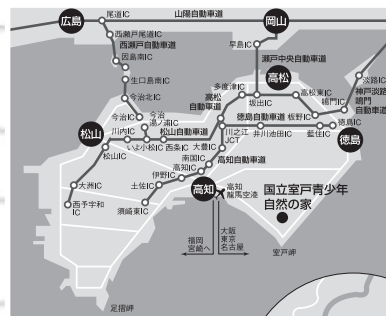 広島
尾道IC
山陽自動車道
岡山
西瀬戸尾道IC
西瀬戸自動車道
因島南IC
早島IC
瀬戸中央自動車道
生口島南IC
高松
淡路IC
今治北IC
多度津IC
高松
自動車道
坂出IC
高松東IC
鳴門IC
神戸淡路
鳴門
自動車道
今治IC
今治
湯ノ浦IC
徳島自動車道
板野IC
徳島IC
松山
川内IC
松山自動車道
川之江
JCT
井川池田IC
藍住IC
徳島
いよ小松IC
西条IC
大豊IC
松山IC
南国IC
高知自動車道
高知IC
大洲IC
伊野IC
土佐IC
高知
高知
龍馬空港
国立室戸青少年
自然の家
西予宇和
IC
須崎東IC
福岡
宮崎へ
大阪
東京
名古屋
へ
室戸岬
足摺岬